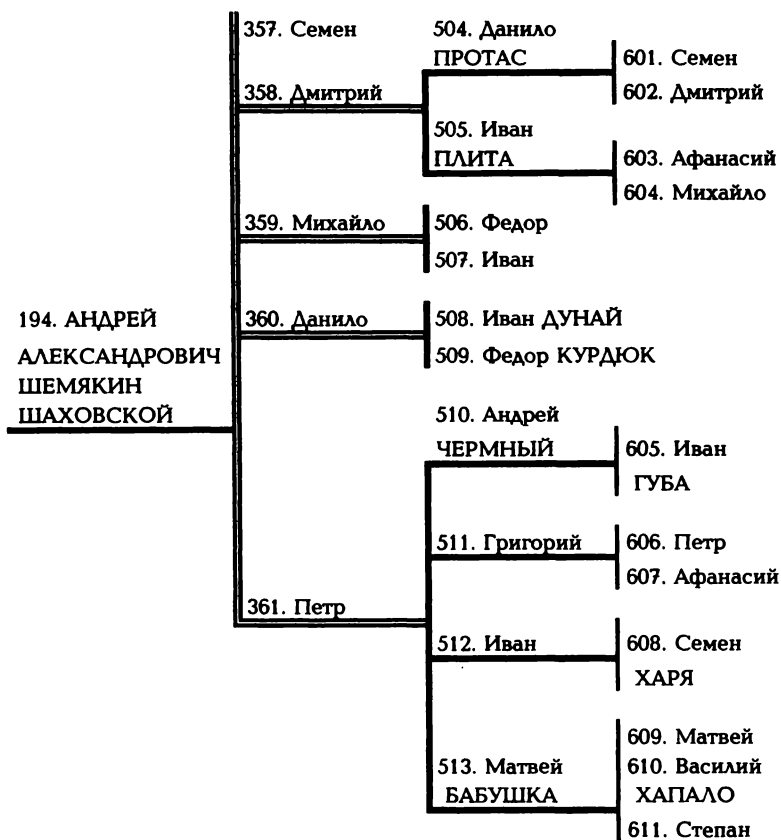 357. Семен
504. Данило
ПРОТАС
601. Семен
358. Дмитрий
602. Дмитрий
505. Иван
ПЛИТА
603. Афанасий
604. Михайло
359. Михайло
506. Федор
507. Иван
194. АНДРЕЙ
АЛЕКСАНДРОВИЧ
ШЕМЯКИН
ШАХОВСКОЙ
360. Данило
508. Иван ДУНАЙ
509. Федор КУРДЮК
510. Андрей
ЧЕРМНЫЙ
605. Иван
ГУБА
511. Григорий
606. Петр
607. Афанасий
361. Петр
512. Иван
608. Семен
ХАРЯ
513. Матвей
БАБУШКА
609. Матвей
610. Василий
ХАПАЛО
611. Степан